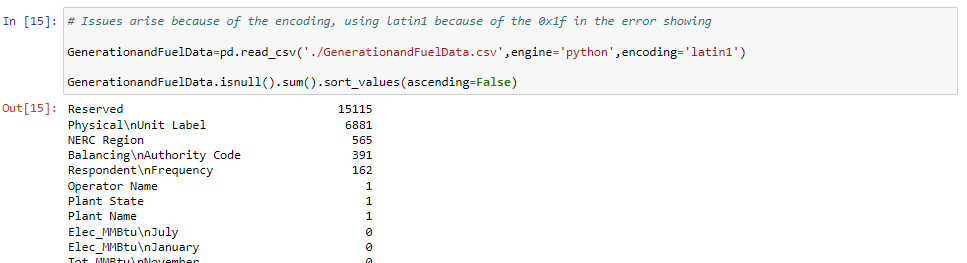 In [15]: # Issues arise because of the encoding, using latin1 because of the 0x1f in the error showing
GenerationandFuelData=pd.read_csv('./GenerationandFuelData.csv',engine='python',encoding='latin1')
GenerationandFuelData.isnull().sum().sort_values(ascending=False)
Out[15]: Reserved 15115
Physical\nUnit Label 6881
NERC Region 565
Balancing\nAuthority Code 391
Respondent\nFrequency 162
Operator Name 1
Plant State 1
Plant Name 1
Elec_MMBtu\nJuly 0
Elec_MMBtu\nJanuary 0
Tot_MMBtu\nNovember 0